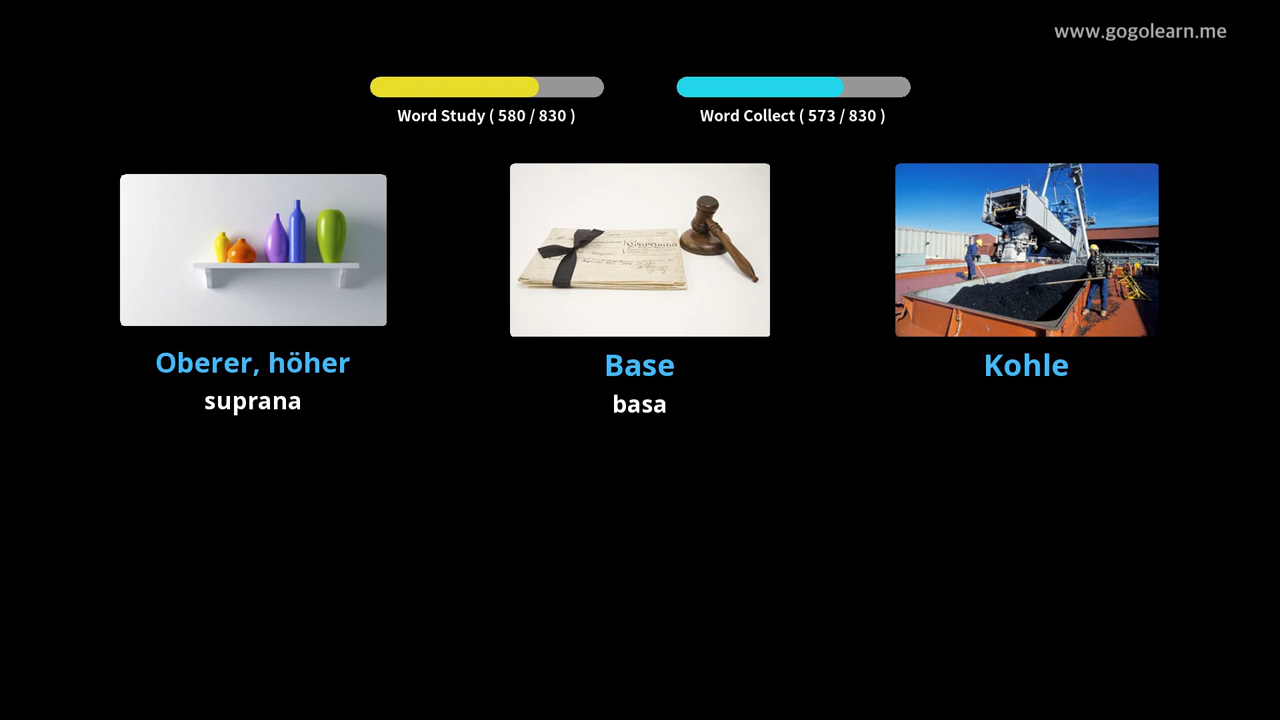 www.gogolearn.me
Word Study ( 580 / 830 )
Word Collect ( 573 / 830 )
Oberer, höher
suprana
Base
basa
Kohle